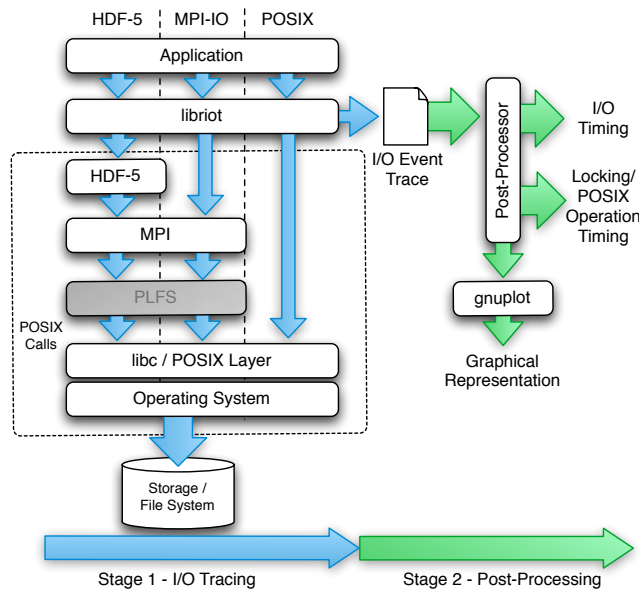 HDF-5 MPI-IO POSIX
Application
libriot
I/O Event
Trace
Post-Processor
I/O
Timing
Locking/
POSIX
Operation
Timing
HDF-5
MPI
PLFS
POSIX
Calls
libc / POSIX Layer
Operating System
gnuplot
Graphical
Representation
Storage /
File System
Stage 1 - I/O Tracing
Stage 2 - Post-Processing